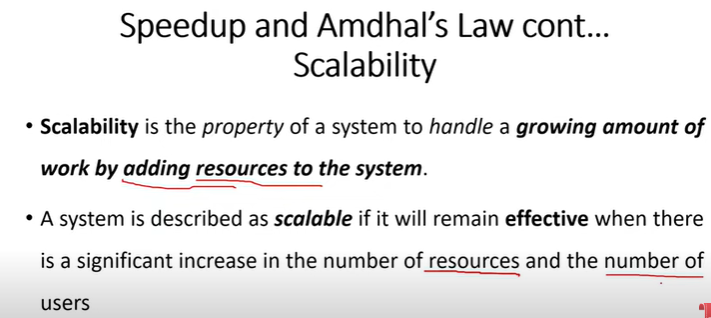 Speedup and Amdhal's Law cont...
Scalability
• Scalability is the property of a system to handle a growing amount of
work by adding resources to the system.
• A system is described as scalable if it will remain effective when there
is a significant increase in the number of resources and the number of
users